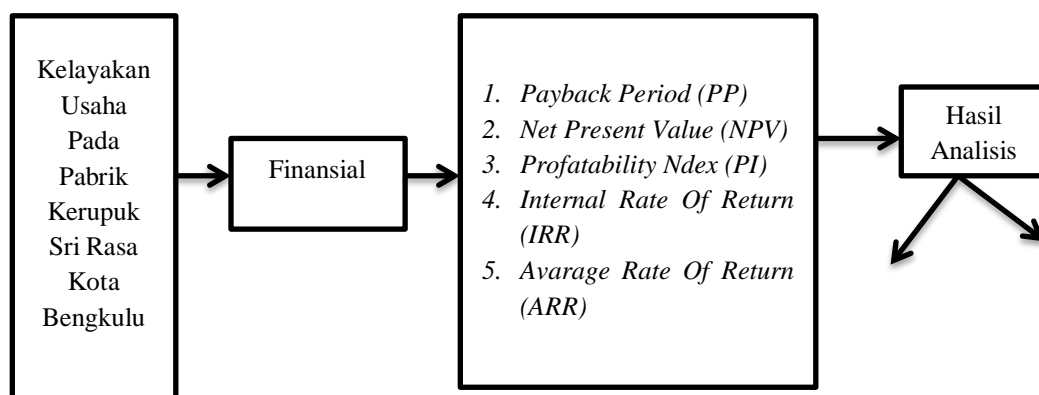 Kelayakan
Usaha
Pada
Pabrik
Kerupuk
Sri Rasa
Kota
Bengkulu
Finansial
1. Payback Period (PP)
2. Net Present Value (NPV)
3. Profatability Ndex (PI)
4. Internal Rate Of Return
(IRR)
5. Avarage Rate Of Return
(ARR)
Hasil
Analisis